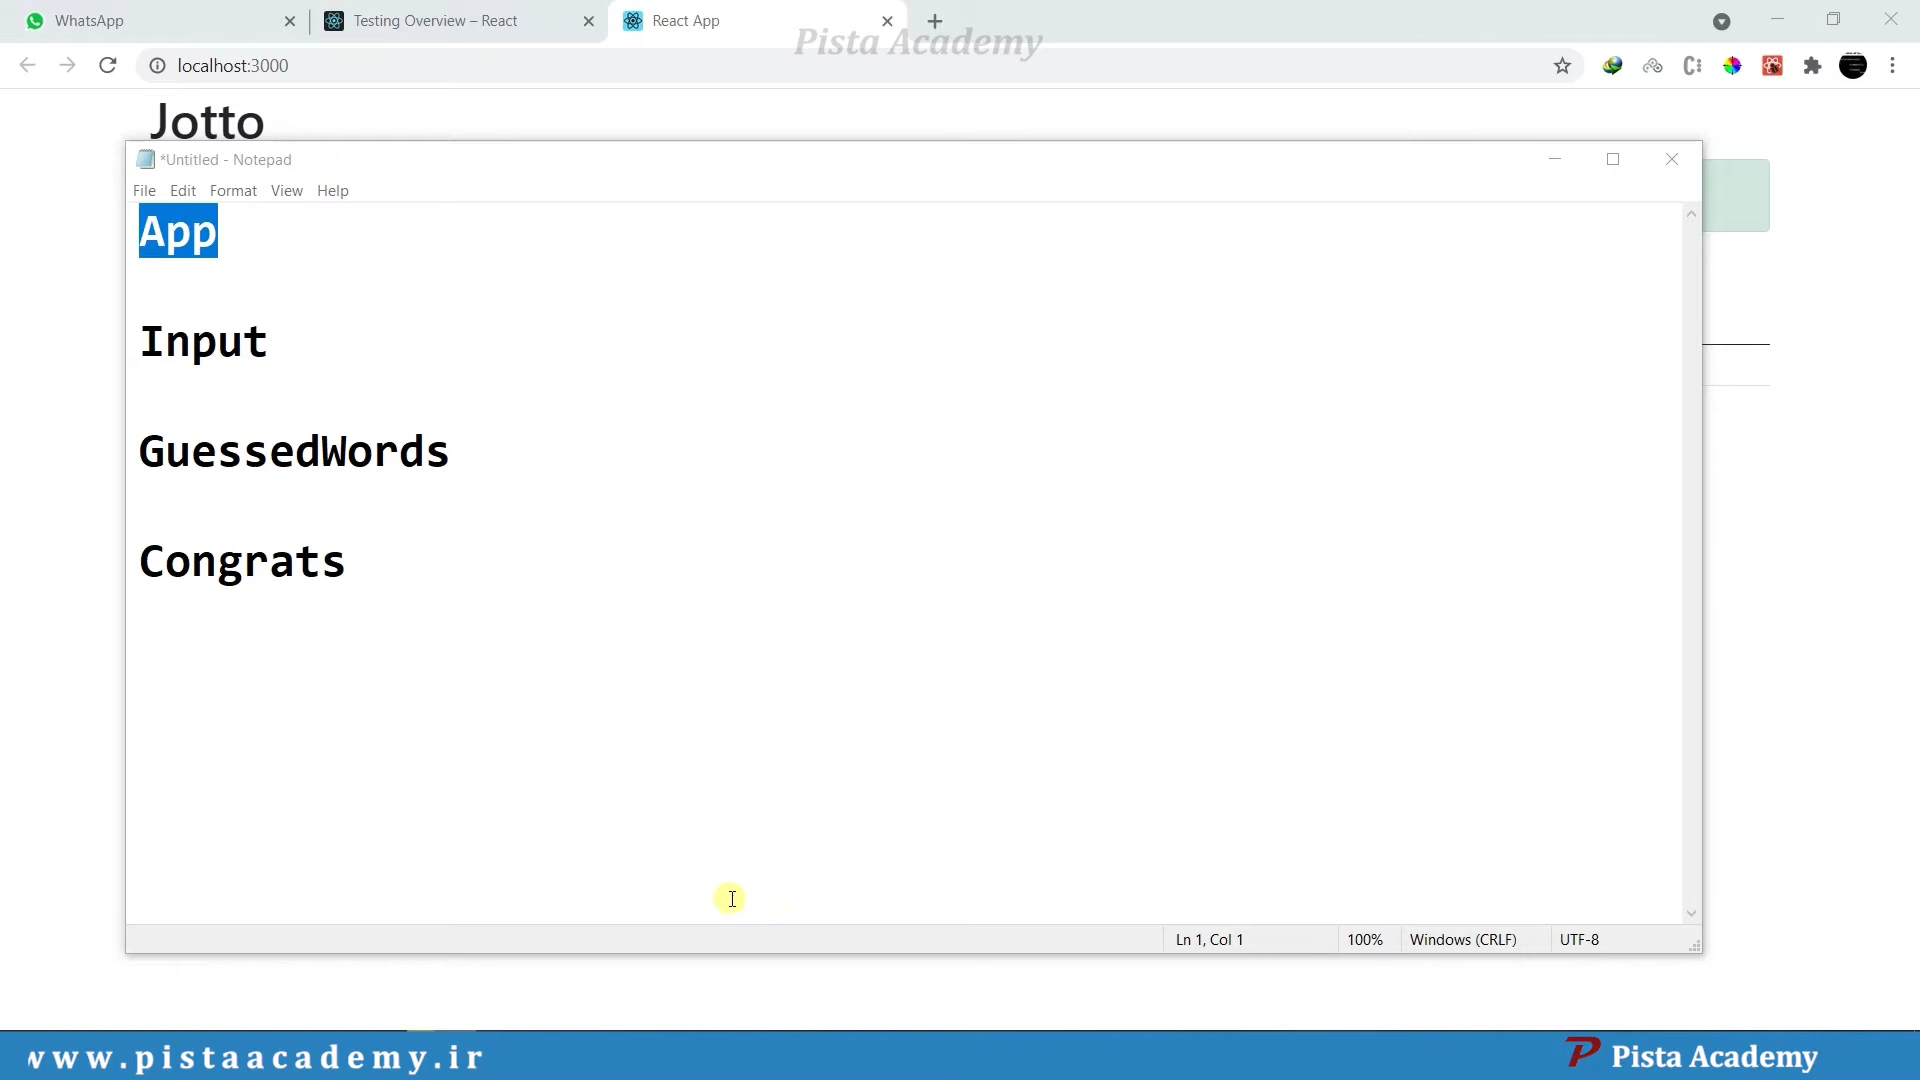 WhatsApp
Testing Overview – React
React App
Pista Academy
localhost:3000
Jotto
*Untitled - Notepad
File Edit Format View Help
App
Input
GuessedWords
Congrats
Ln 1, Col 1
100%
Windows (CRLF)
UTF-8
www.pistaacademy.ir
Pista Academy